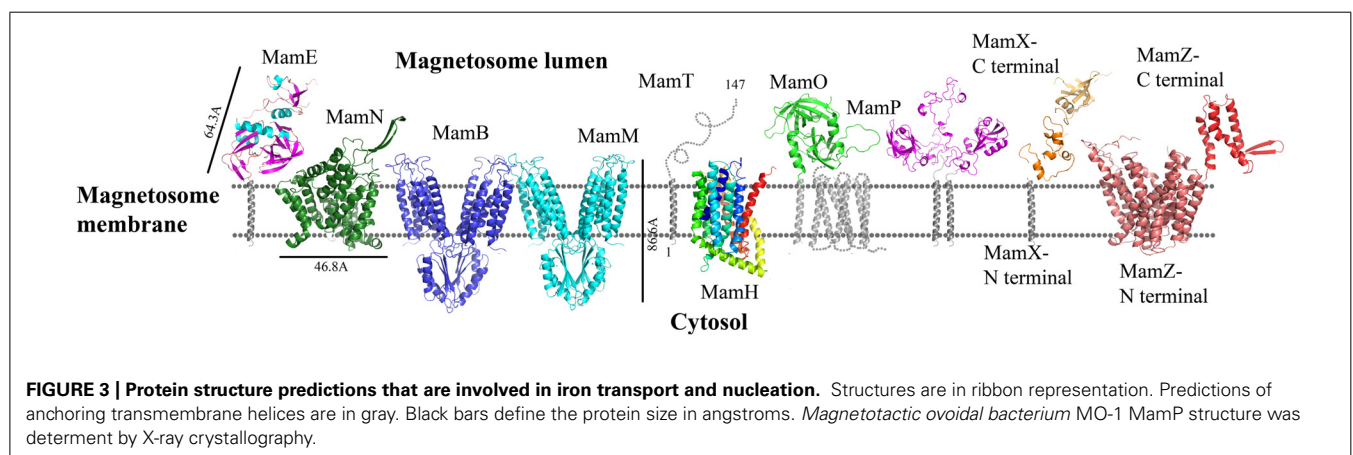 MamE
Magnetosome lumen
MamT
147
MamO
MamX-
C terminal
MamZ-
C terminal
64.3A
MamN
MamB
MamM
MamP
Magnetosome
membrane
86.6A
1
46.8A
MamH
MamX-
N terminal
MamZ-
N terminal
Cytosol
FIGURE 3 | Protein structure predictions that are involved in iron transport and nucleation. Structures are in ribbon representation. Predictions of
anchoring transmembrane helices are in gray. Black bars define the protein size in angstroms. Magnetotactic ovoidal bacterium MO-1 MamP structure was
determent by X-ray crystallography.